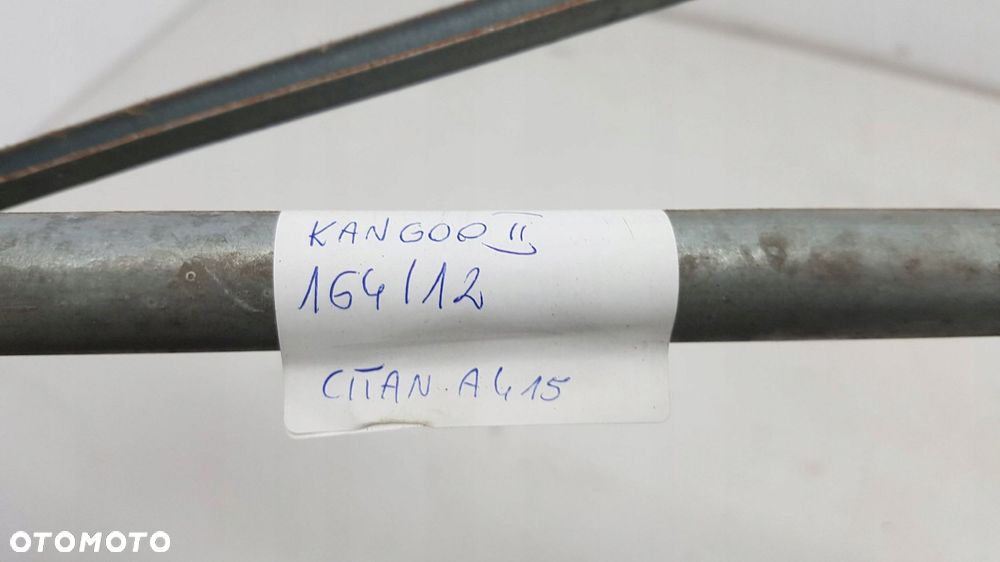 KANGOO II
164/12
CITAN A415
OTOMOTO